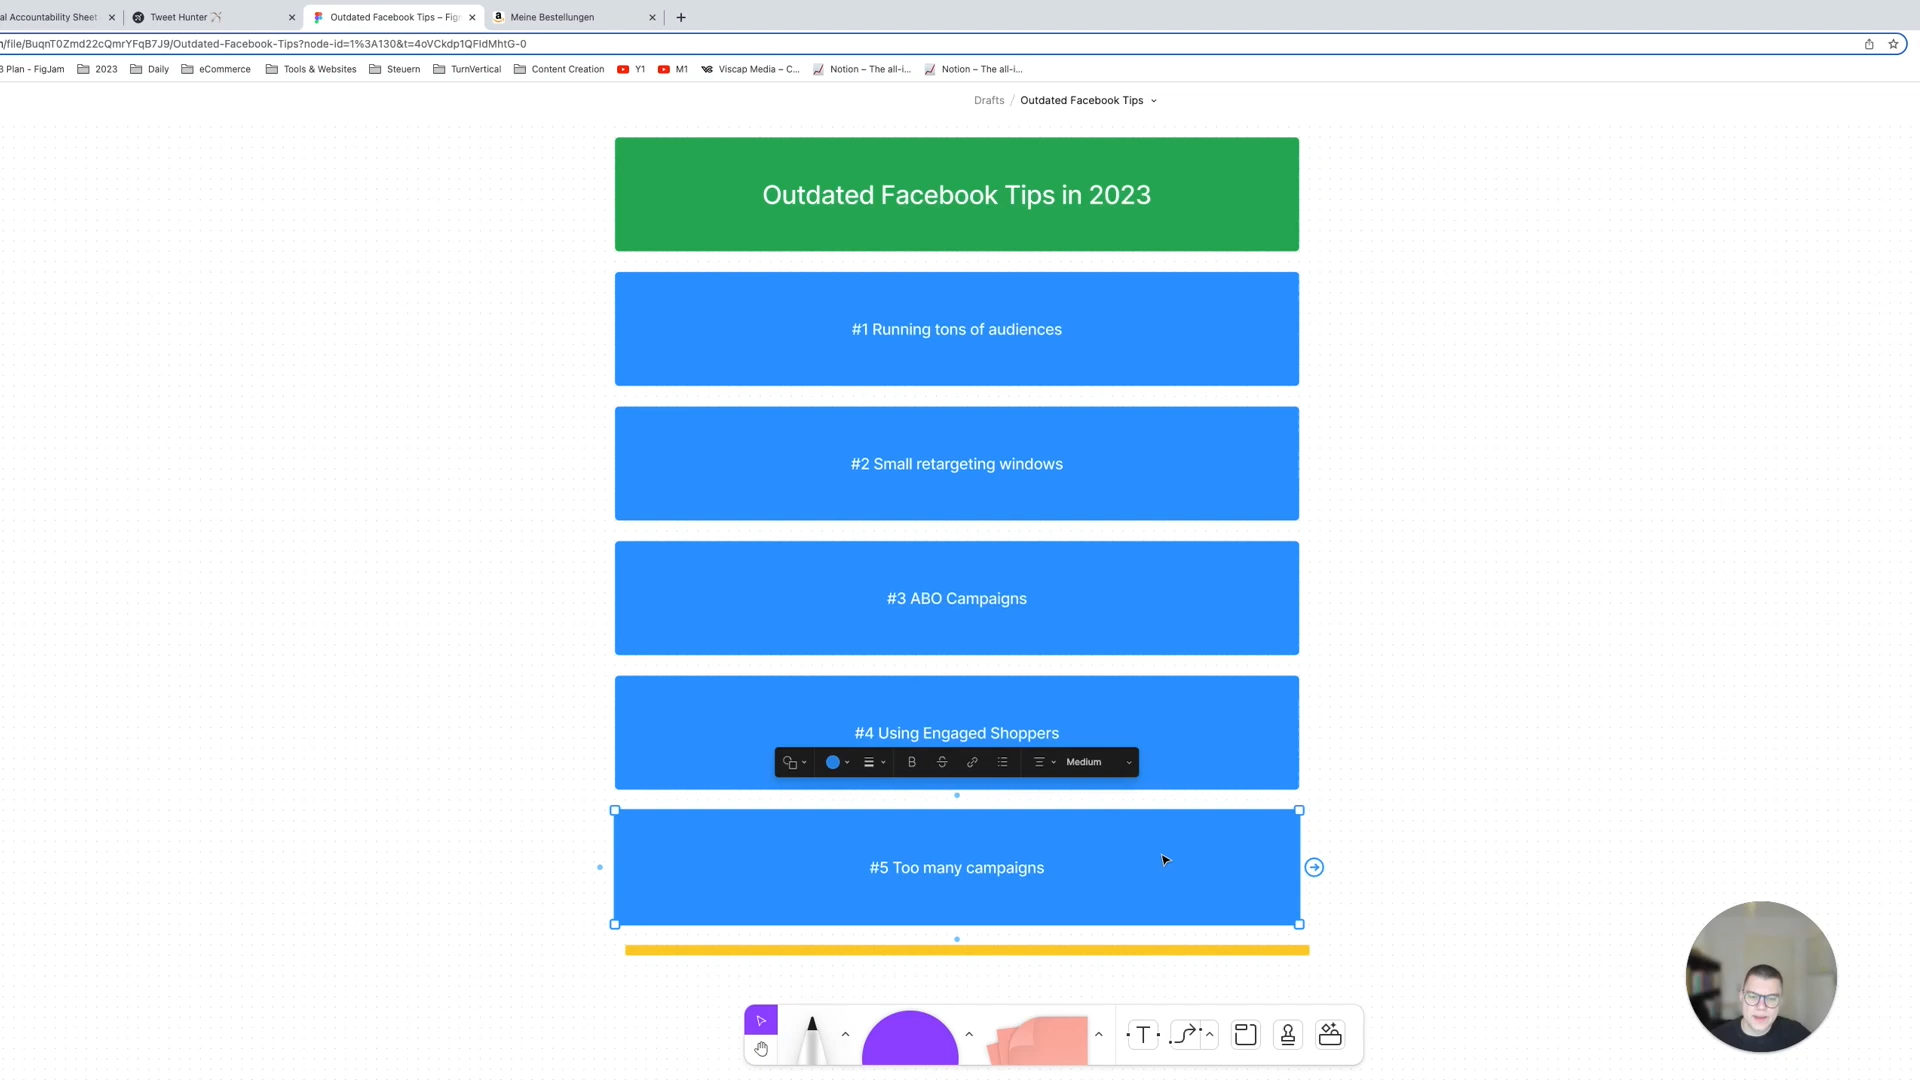 al Accountability Sheet
Tweet Hunter
Outdated Facebook Tips – Fig
Meine Bestellungen
/file/BuqnT0Zmd22cQmrYFqB7J9/Outdated-Facebook-Tips?node-id=1%3A130&t=4oVCkdp1QFIdMhtG-0
3 Plan - FigJam
2023
Daily
eCommerce
Tools & Websites
Steuern
TurnVertical
Content Creation
Y1
M1
Viscap Media – C...
Notion – The all-i...
Notion – The all-i...
Drafts / Outdated Facebook Tips
Outdated Facebook Tips in 2023
#1 Running tons of audiences
#2 Small retargeting windows
#3 ABO Campaigns
#4 Using Engaged Shoppers
B S Medium
#5 Too many campaigns
T